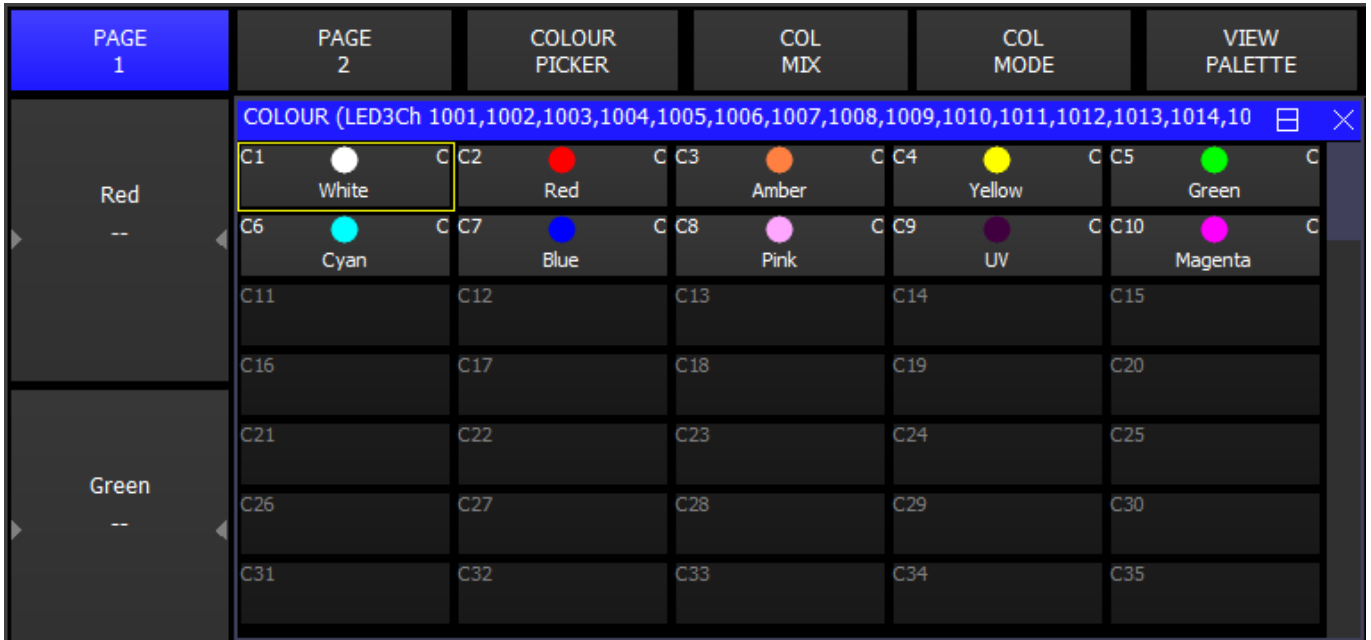 PAGE
1
PAGE
2
COLOUR
PICKER
COL
MIX
COL
MODE
VIEW
PALETTE
Red
--
Green
--
COLOUR (LED3Ch 1001,1002,1003,1004,1005,1006,1007,1008,1009,1010,1011,1012,1013,1014,10
C1 C
White
C2 C
Red
C3 C
Amber
C4 C
Yellow
C5 C
Green
C6 C
Cyan
C7 C
Blue
C8 C
Pink
C9 C
UV
C10 C
Magenta
C11
C12
C13
C14
C15
C16
C17
C18
C19
C20
C21
C22
C23
C24
C25
C26
C27
C28
C29
C30
C31
C32
C33
C34
C35